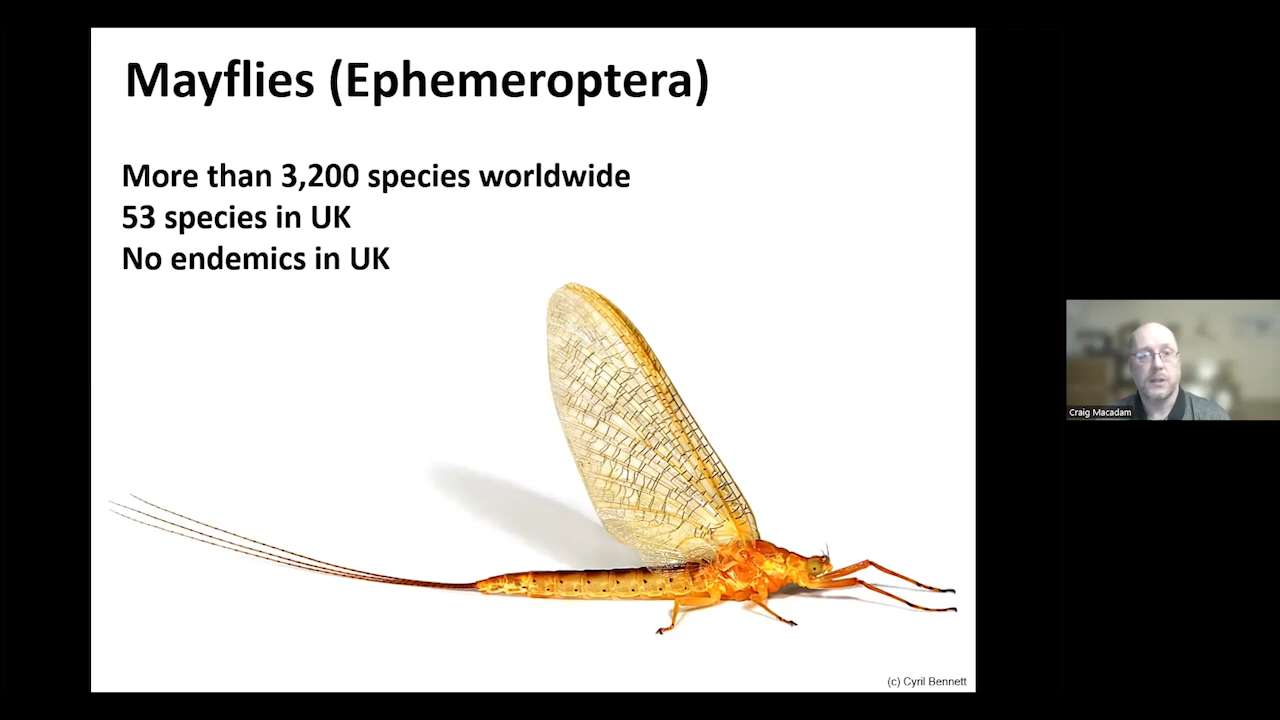 Mayflies (Ephemeroptera)
More than 3,200 species worldwide
53 species in UK
No endemics in UK
Craig Macadam
(c) Cyril Bennett